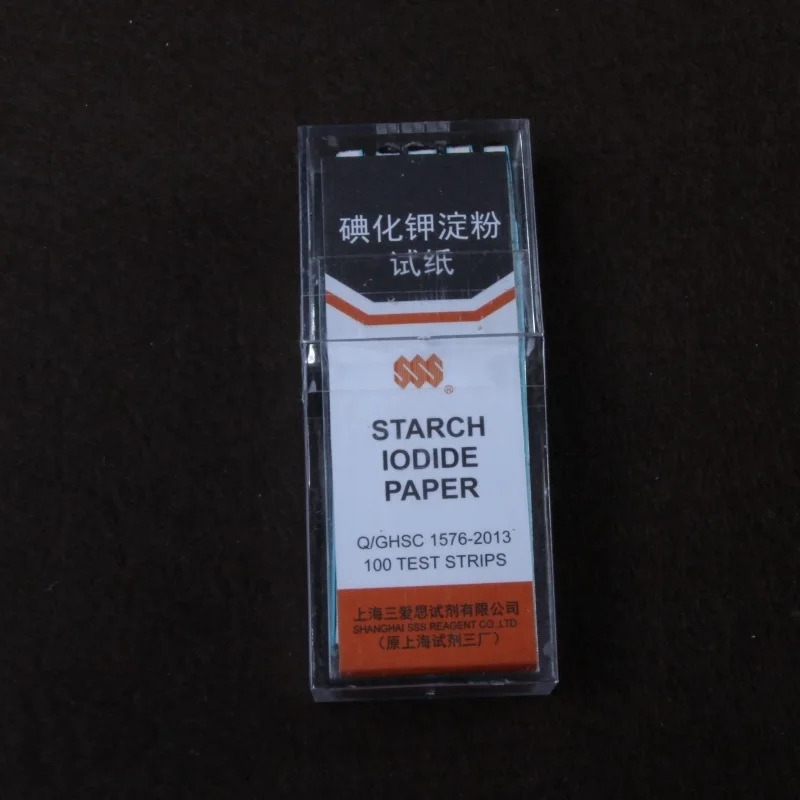 碘化钾淀粉
试纸
SSS®
STARCH
IODIDE
PAPER
Q/GHSC 1576-2013
100 TEST STRIPS
上海三爱思试剂有限公司
SHANGHAI SSS REAGENT CO.,LTD
（原上海试剂三厂）